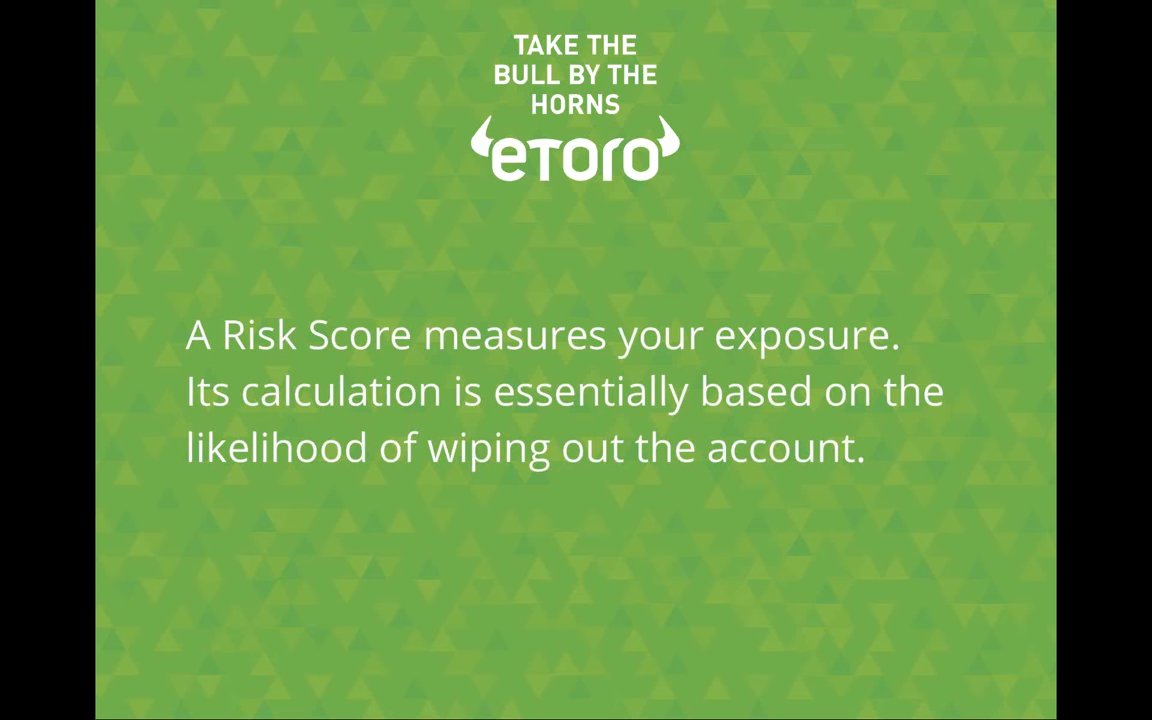 TAKE THE
BULL BY THE
HORNS
eToro
A Risk Score measures your exposure.
Its calculation is essentially based on the
likelihood of wiping out the account.